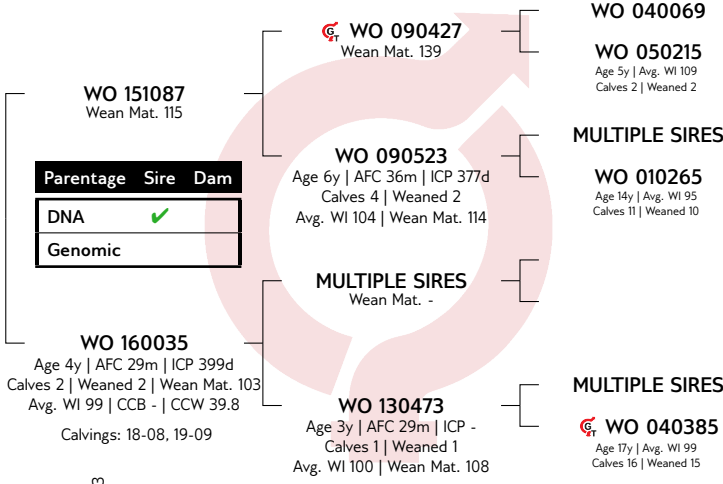 WO 040069
WO 090427
Wean Mat. 139
WO 050215
Age 5y | Avg. WI 109
Calves 2 | Weaned 2
WO 151087
Wean Mat. 115
MULTIPLE SIRES
WO 090523
Age 6y | AFC 36m | ICP 377d
Calves 4 | Weaned 2
Avg. WI 104 | Wean Mat. 114
WO 010265
Age 14y | Avg. WI 95
Calves 11 | Weaned 10
Parentage Sire Dam
DNA ✔
Genomic
MULTIPLE SIRES
Wean Mat. -
WO 160035
Age 4y | AFC 29m | ICP 399d
Calves 2 | Weaned 2 | Wean Mat. 103
Avg. WI 99 | CCB - | CCW 39.8
Calvings: 18-08, 19-09
MULTIPLE SIRES
WO 130473
Age 3y | AFC 29m | ICP -
Calves 1 | Weaned 1
Avg. WI 100 | Wean Mat. 108
GT WO 040385
Age 17y | Avg. WI 99
Calves 16 | Weaned 15